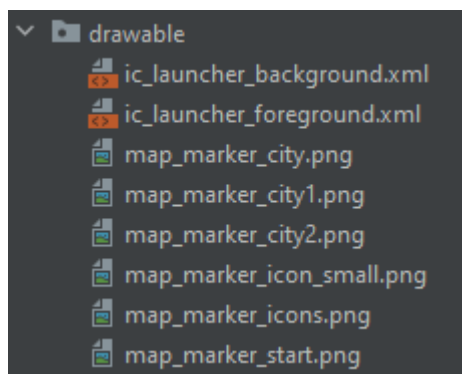 drawable
ic_launcher_background.xml
ic_launcher_foreground.xml
map_marker_city.png
map_marker_city1.png
map_marker_city2.png
map_marker_icon_small.png
map_marker_icons.png
map_marker_start.png